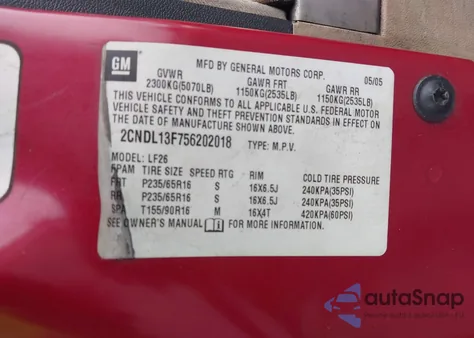 GM
MFD BY GENERAL MOTORS CORP. 05/05
GVWR GAWR FRT GAWR RR
2300KG(5070LB) 1150KG(2535LB) 1150KG(2535LB)
THIS VEHICLE CONFORMS TO ALL APPLICABLE U.S. FEDERAL MOTOR
VEHICLE SAFETY AND THEFT PREVENTION STANDARDS IN EFFECT ON
THE DATE OF MANUFACTURE SHOWN ABOVE.
2CNDL13F756202018 TYPE: M.P.V.
MODEL: LF26
TIRE SIZE SPEED RTG RIM COLD TIRE PRESSURE
FRT P235/65R16 S 16X6.5J 240KPA(35PSI)
RR P235/65R16 S 16X6.5J 240KPA(35PSI)
SPA T155/90R16 M 16X4T 420KPA(60PSI)
SEE OWNER'S MANUAL FOR MORE INFORMATION.
autoSnap